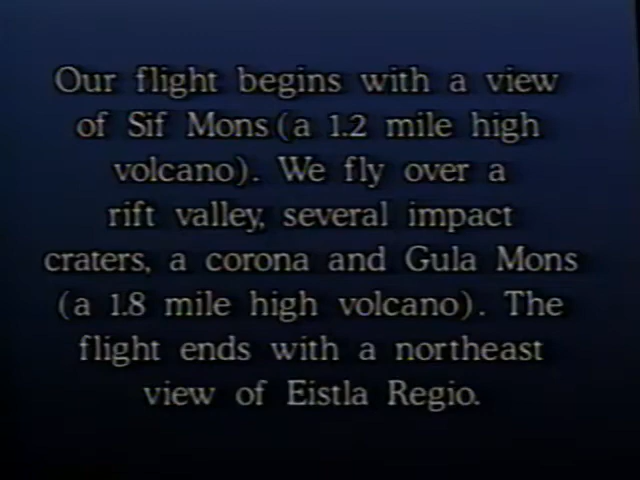 Our flight begins with a view
of Sif Mons (a 1.2 mile high
volcano). We fly over a
rift valley, several impact
craters, a corona and Gula Mons
(a 1.8 mile high volcano). The
flight ends with a northeast
view of Eistla Regio.